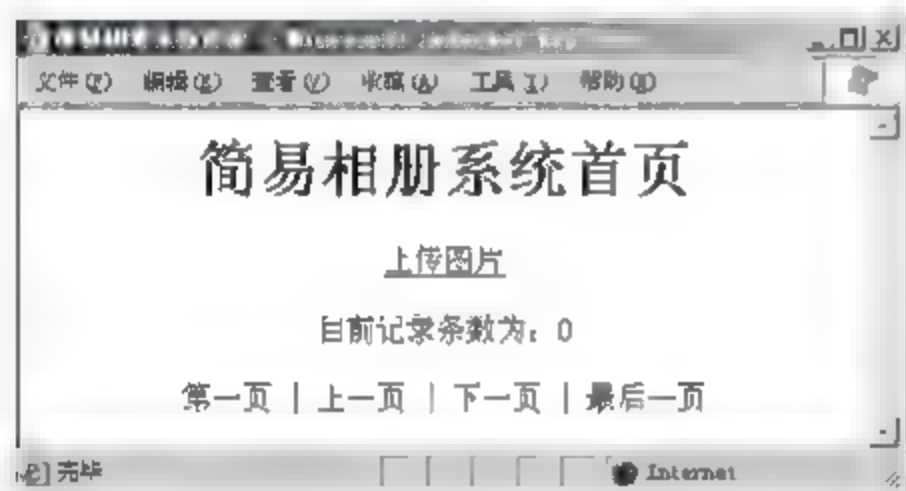 文件(F) 编辑(E) 查看(V) 收藏(A) 工具(T) 帮助(H)
简易相册系统首页
上传图片
目前记录条数为：0
第一页 | 上一页 | 下一页 | 最后一页
完毕 Internet